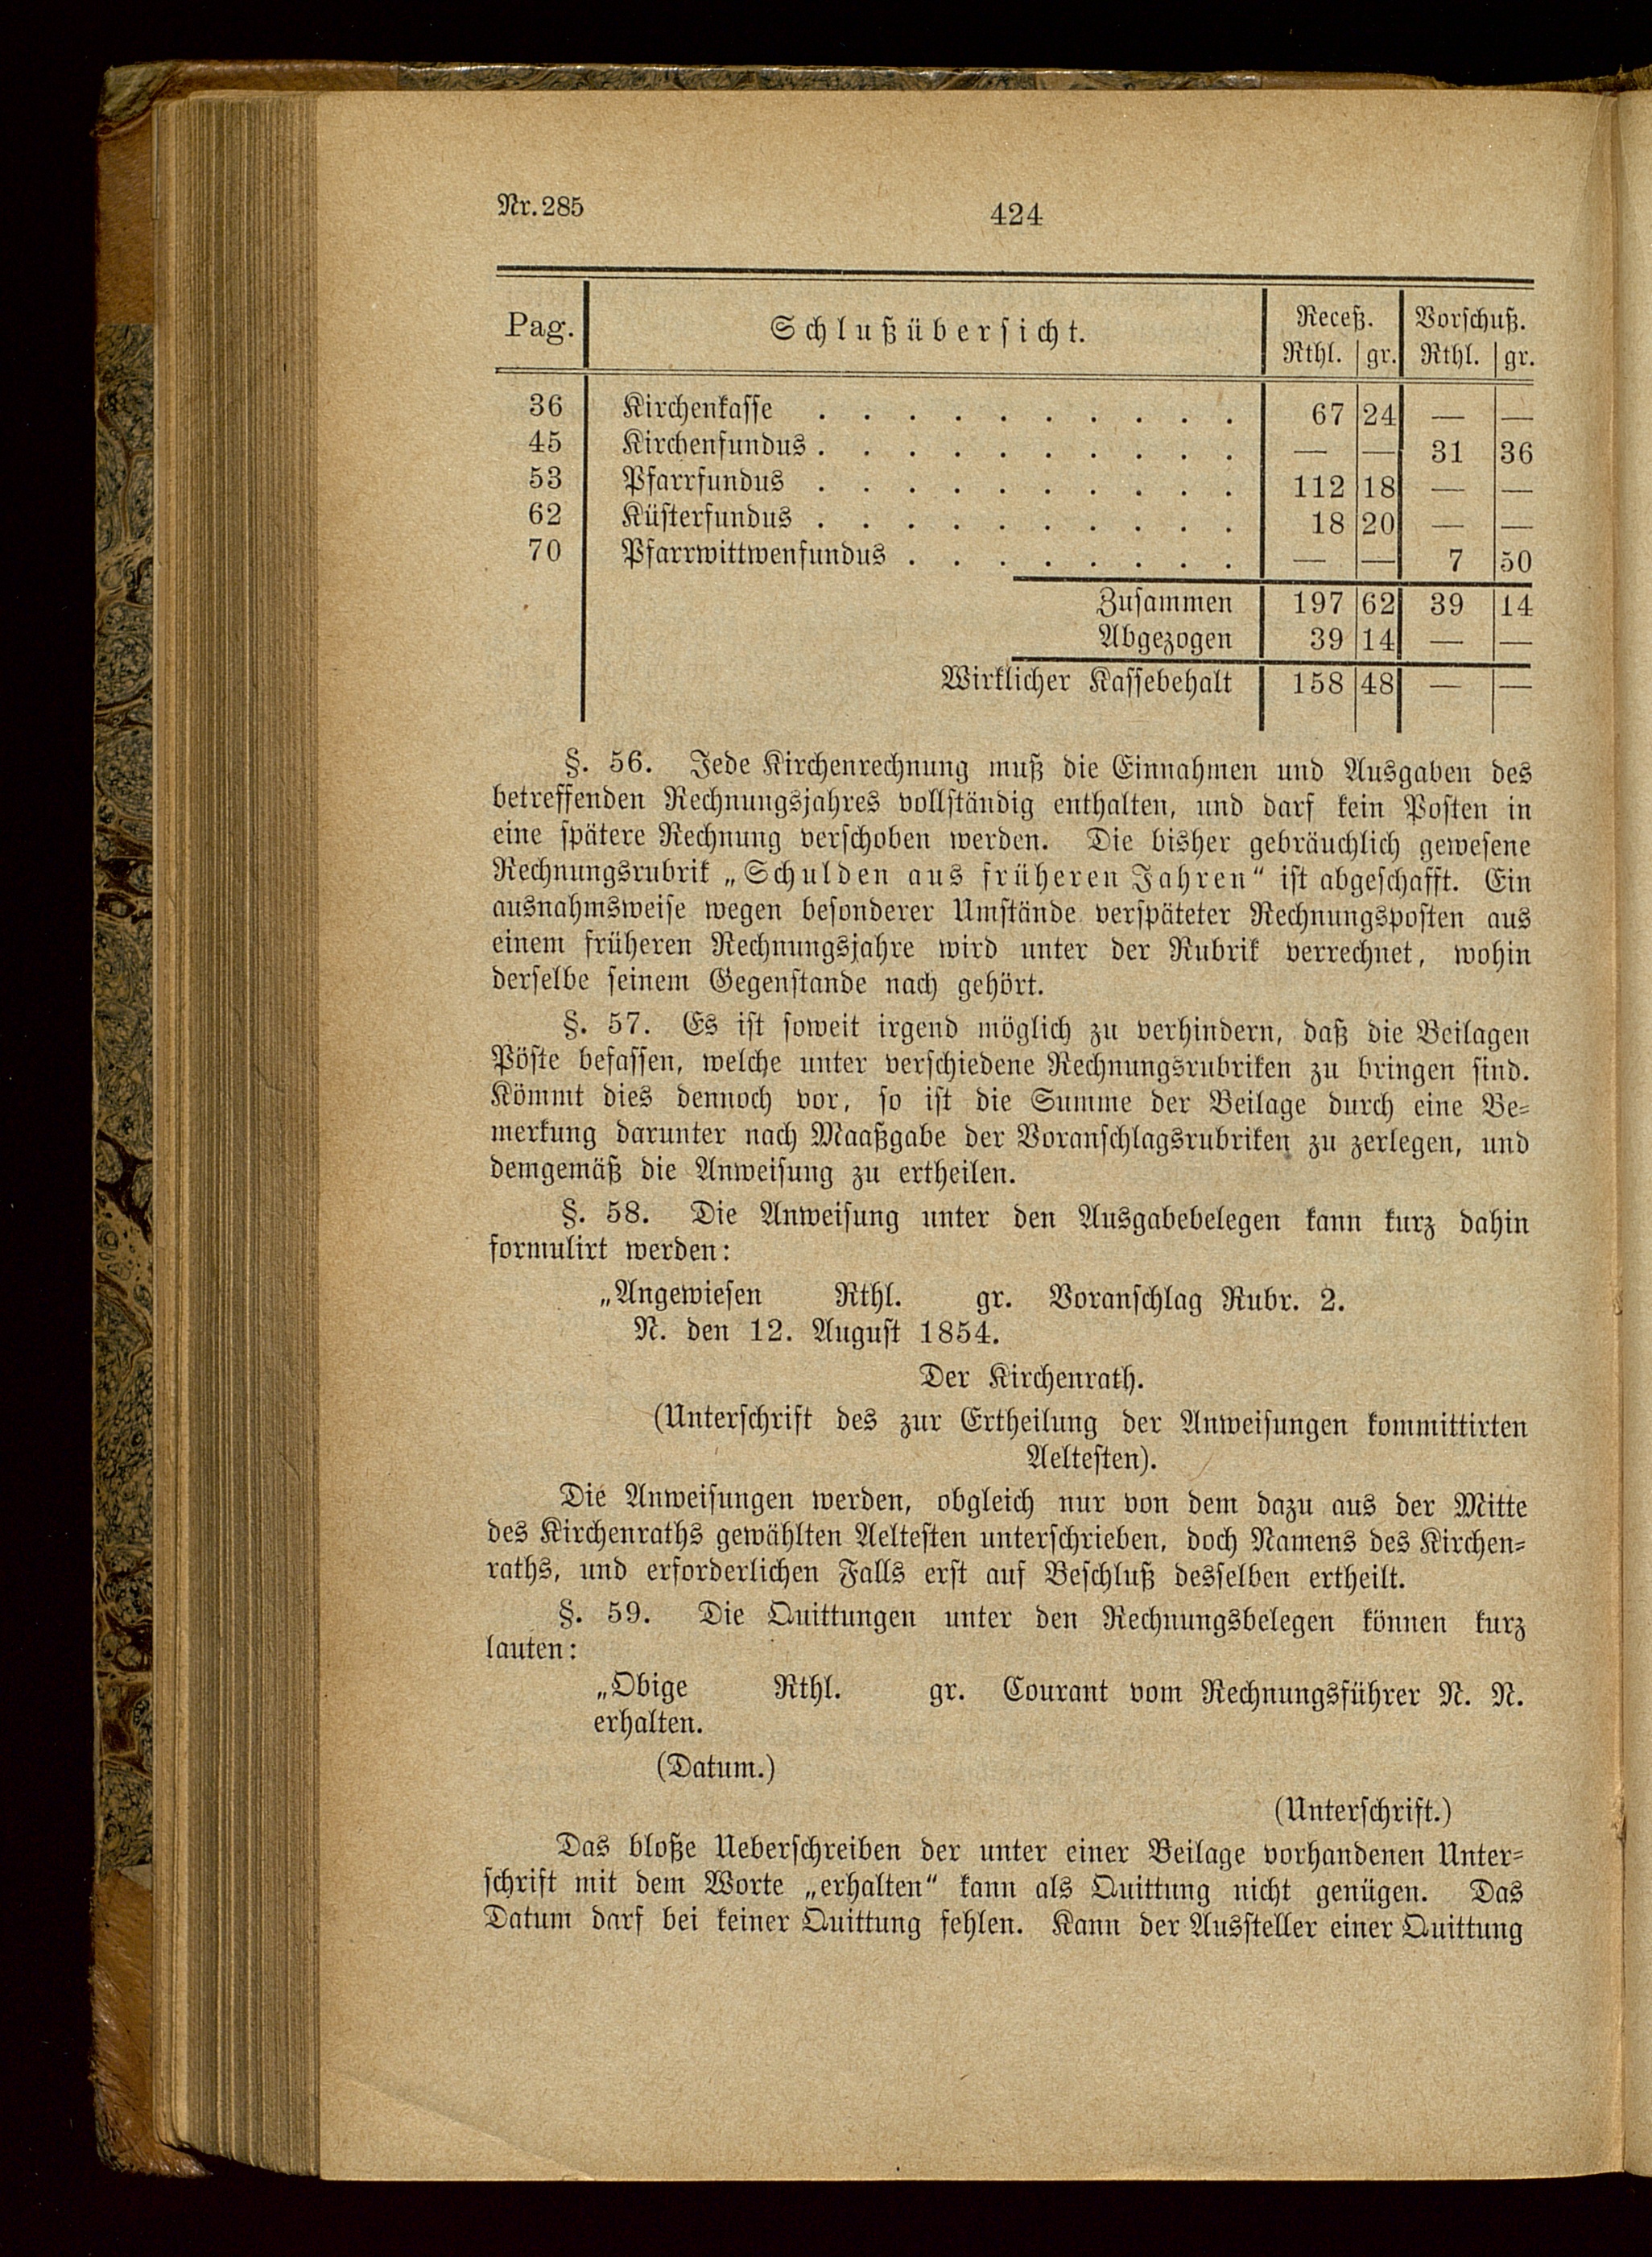 Nr. 285
424
Pag. Schlußübersicht. Receß. Vorschuß.
Rthl. gr. Rthl. gr.
36 Kirchenkasse . . . . . . . . . . 67 24 — —
45 Kirchenfundus . . . . . . . . . . — — 31 36
53 Pfarrfundus . . . . . . . . . . 112 18 — —
62 Küsterfundus . . . . . . . . . . 18 20 — —
70 Pfarrwittwenfundus . . . . . . . . — — 7 50
Zusammen 197 62 39 14
Abgezogen 39 14 — —
Wirklicher Kassebehalt 158 48 — —
§. 56. Jede Kirchenrechnung muß die Einnahmen und Ausgaben des
betreffenden Rechnungsjahres vollständig enthalten, und darf kein Posten in
eine spätere Rechnung verschoben werden. Die bisher gebräuchlich gewesene
Rechnungsrubrik „Schulden aus früheren Jahren“ ist abgeschafft. Ein
ausnahmsweise wegen besonderer Umstände verspäteter Rechnungsposten aus
einem früheren Rechnungsjahre wird unter der Rubrik verrechnet, wohin
derselbe seinem Gegenstande nach gehört.
§. 57. Es ist soweit irgend möglich zu verhindern, daß die Beilagen
Pöste befassen, welche unter verschiedene Rechnungsrubriken zu bringen sind.
Kömmt dies dennoch vor, so ist die Summe der Beilage durch eine Be-
merkung darunter nach Maaßgabe der Voranschlagsrubriken zu zerlegen, und
demgemäß die Anweisung zu ertheilen.
§. 58. Die Anweisung unter den Ausgabebelegen kann kurz dahin
formulirt werden:
„Angewiesen Rthl. gr. Voranschlag Rubr. 2.
N. den 12. August 1854.
Der Kirchenrath.
(Unterschrift des zur Ertheilung der Anweisungen kommittirten
Aeltesten).
Die Anweisungen werden, obgleich nur von dem dazu aus der Mitte
des Kirchenraths gewählten Aeltesten unterschrieben, doch Namens des Kirchen-
raths, und erforderlichen Falls erst auf Beschluß desselben ertheilt.
§. 59. Die Quittungen unter den Rechnungsbelegen können kurz
lauten:
„Obige Rthl. gr. Courant vom Rechnungsführer N. N.
erhalten.
(Datum.)
(Unterschrift.)
Das bloße Ueberschreiben der unter einer Beilage vorhandenen Unter-
schrift mit dem Worte „erhalten“ kann als Quittung nicht genügen. Das
Datum darf bei keiner Quittung fehlen. Kann der Aussteller einer Quittung